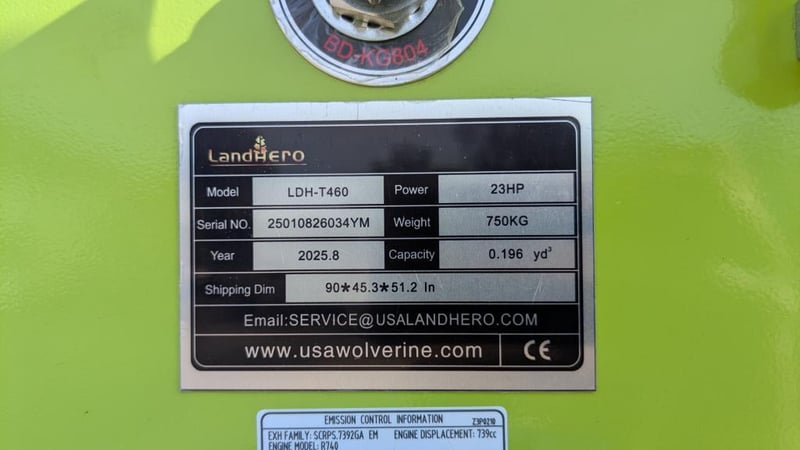 BD-KG804
LandHero
Model LDH-T460 Power 23HP
Serial NO. 25010826034YM Weight 750KG
Year 2025.8 Capacity 0.196 yd³
Shipping Dim 90*45.3*51.2 In
Email:SERVICE@USALANDHERO.COM
www.usawolverine.com CE
EMISSION CONTROL INFORMATION Z3P0210
EXH FAMILY: SCRPS.7392GA EM ENGINE DISPLACEMENT: 739cc
ENGINE MODEL: R740